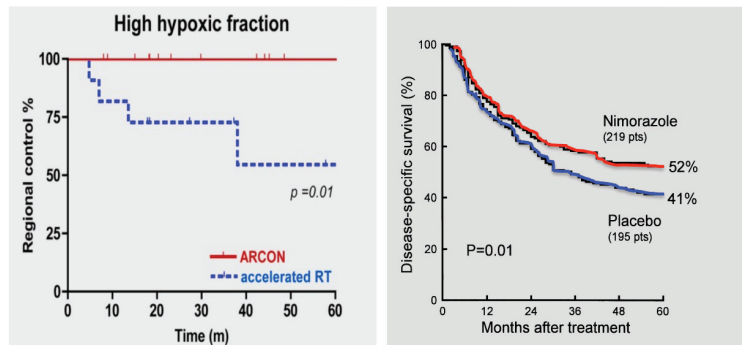 High hypoxic fraction
Regional control %
100
75
50
25
0
p =0.01
ARCON
accelerated RT
0 10 20 30 40 50 60
Time (m)
Disease-specific survival (%)
100
80
60
40
20
0
Nimorazole
(219 pts)
52%
41%
Placebo
(195 pts)
P=0.01
0 12 24 36 48 60
Months after treatment